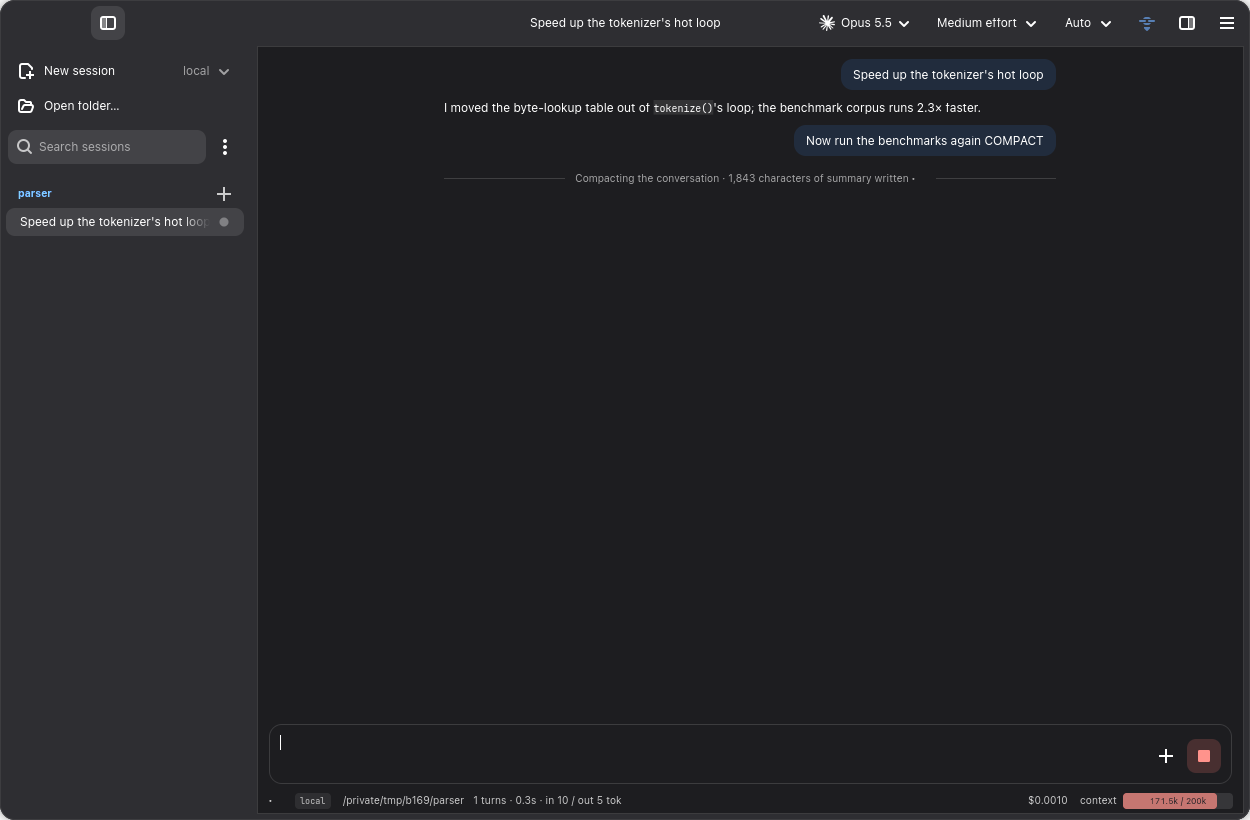 Speed up the tokenizer's hot loop
Opus 5.5
Medium effort
Auto
New session
local
Open folder...
Search sessions
parser
Speed up the tokenizer's hot loop
Speed up the tokenizer's hot loop
I moved the byte-lookup table out of tokenize()'s loop; the benchmark corpus runs 2.3× faster.
Now run the benchmarks again COMPACT
Compacting the conversation · 1,843 characters of summary written •
local
/private/tmp/b169/parser
1 turns · 0.3s · in 10 / out 5 tok
$0.0010
context
171.5k / 200k